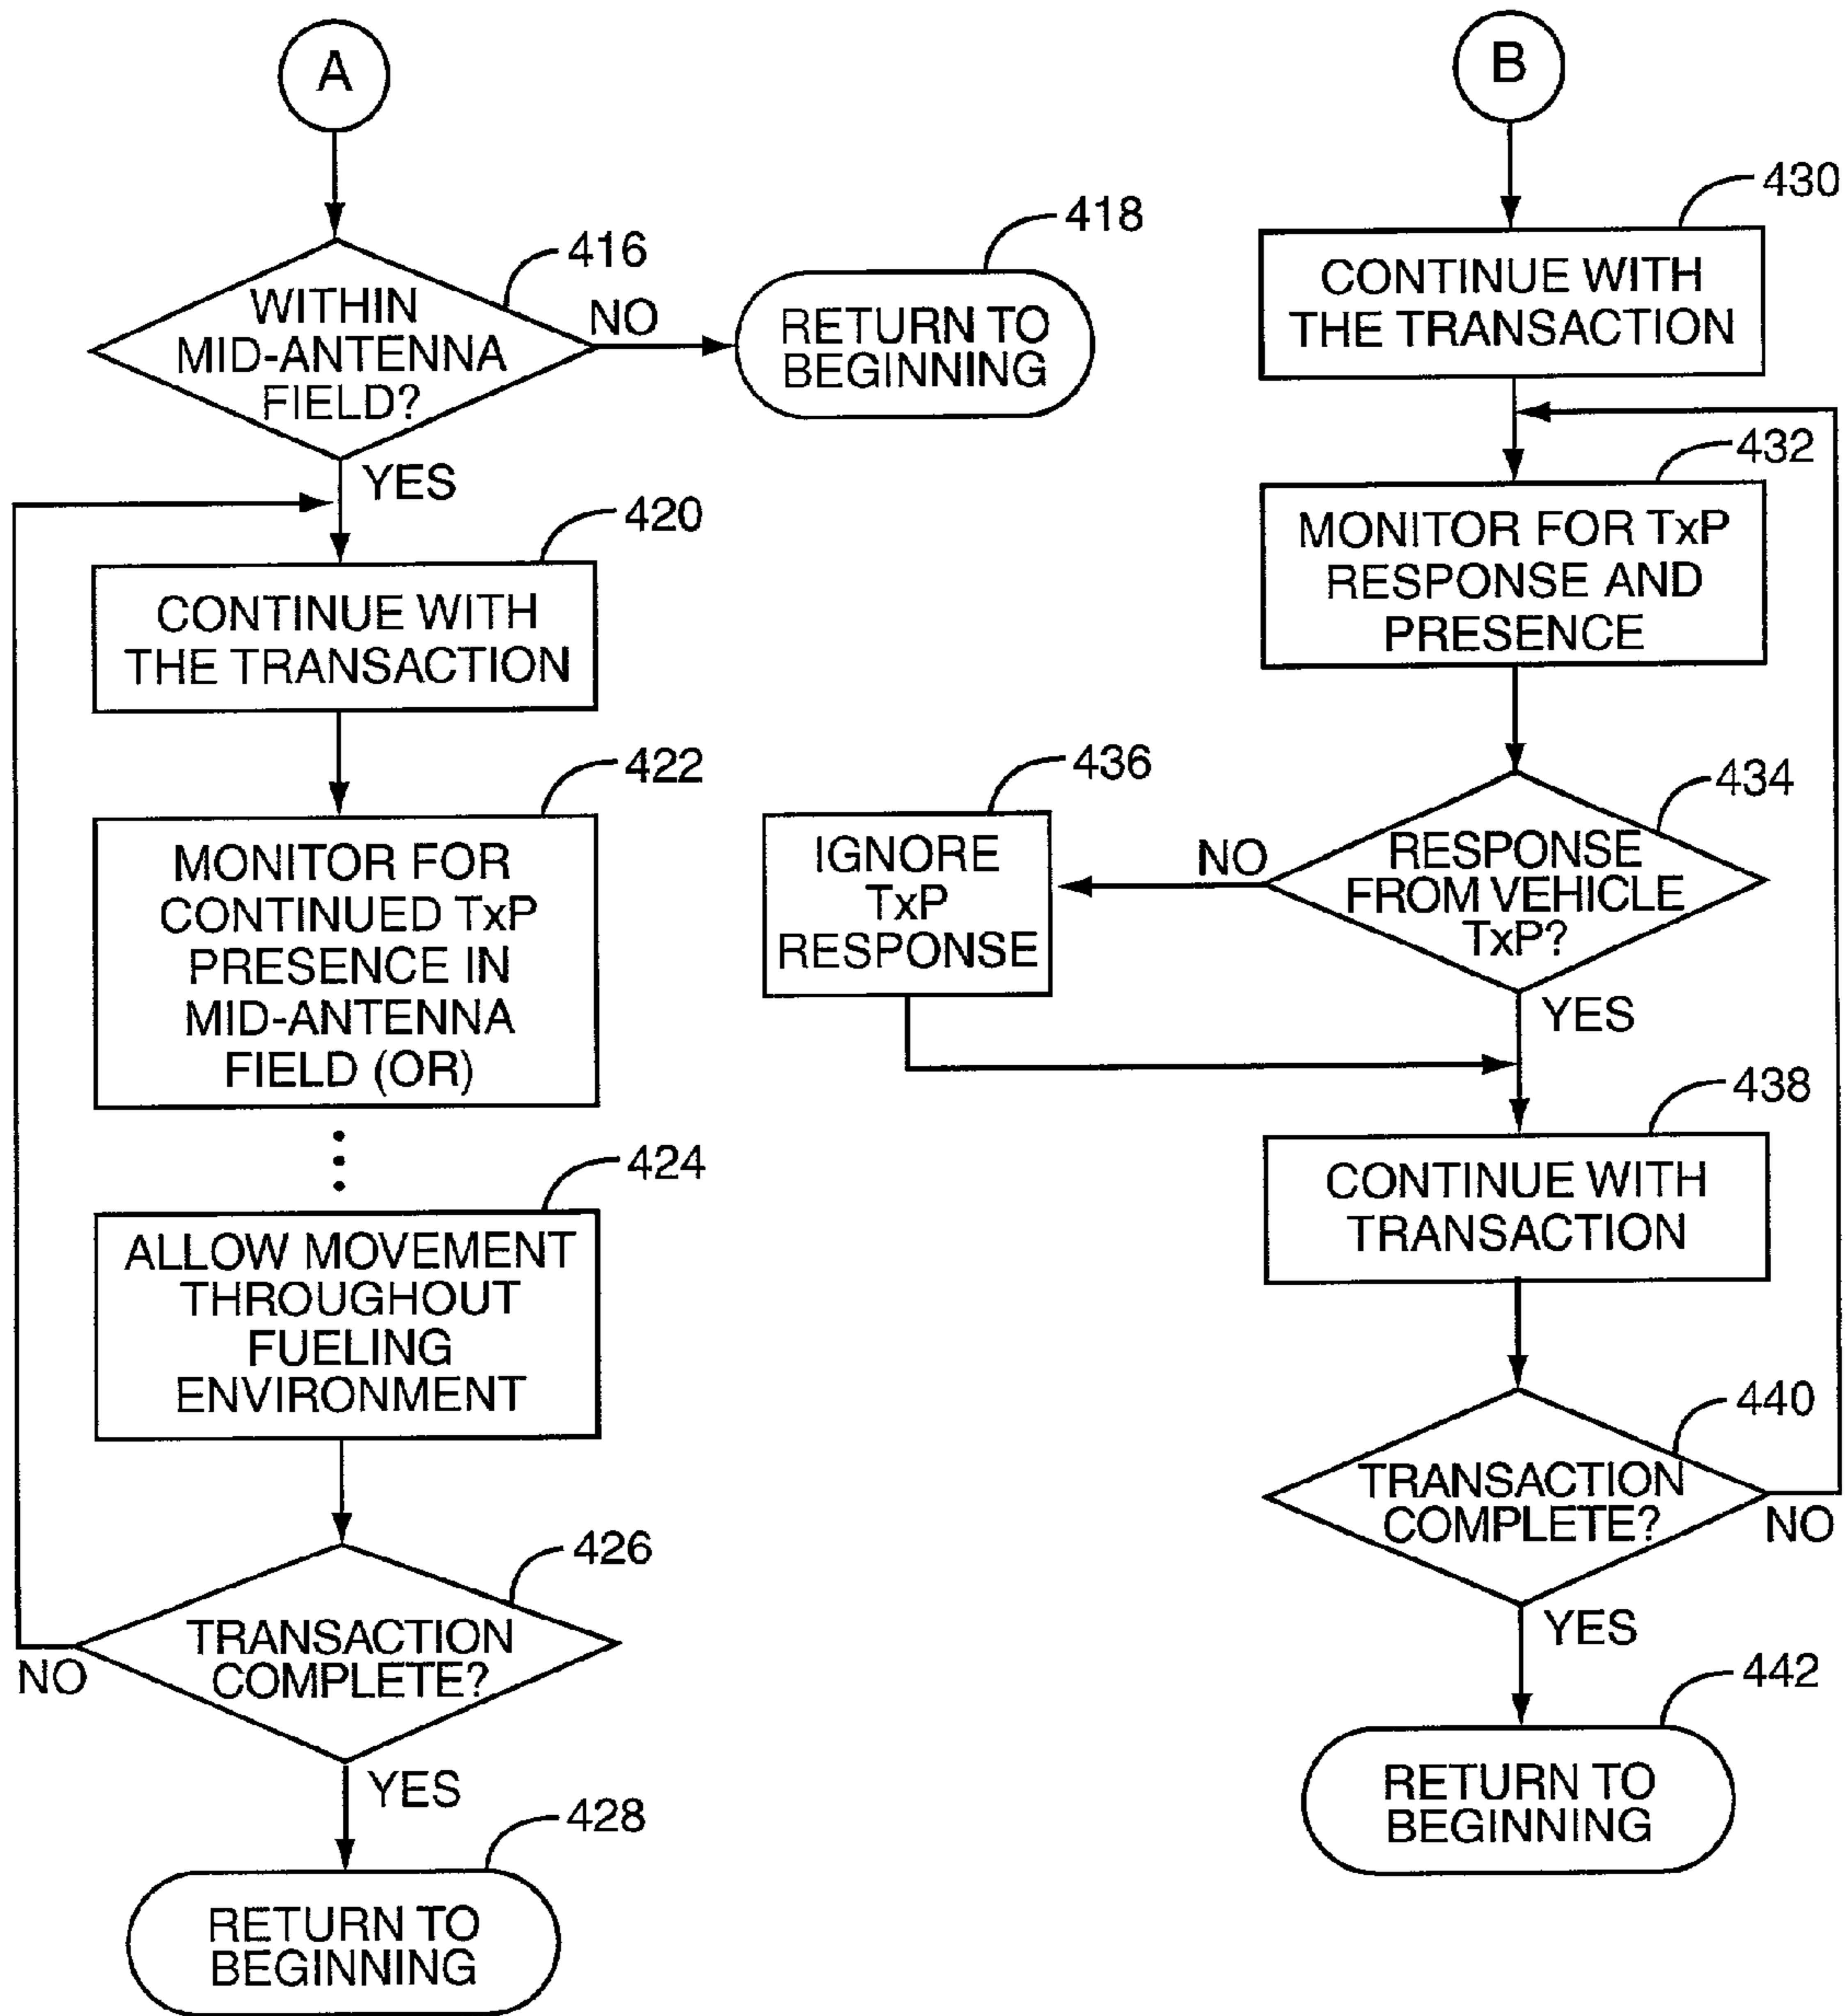 A
416
WITHIN
MID-ANTENNA
FIELD?
NO
418
RETURN TO
BEGINNING
YES
420
CONTINUE WITH
THE TRANSACTION
422
MONITOR FOR
CONTINUED TxP
PRESENCE IN
MID-ANTENNA
FIELD (OR)
424
ALLOW MOVEMENT
THROUGHOUT
FUELING
ENVIRONMENT
426
TRANSACTION
COMPLETE?
NO
YES
428
RETURN TO
BEGINNING
B
430
CONTINUE WITH
THE TRANSACTION
432
MONITOR FOR TxP
RESPONSE AND
PRESENCE
434
RESPONSE
FROM VEHICLE
TxP?
NO
436
IGNORE
TxP
RESPONSE
YES
438
CONTINUE WITH
TRANSACTION
440
TRANSACTION
COMPLETE?
NO
YES
442
RETURN TO
BEGINNING